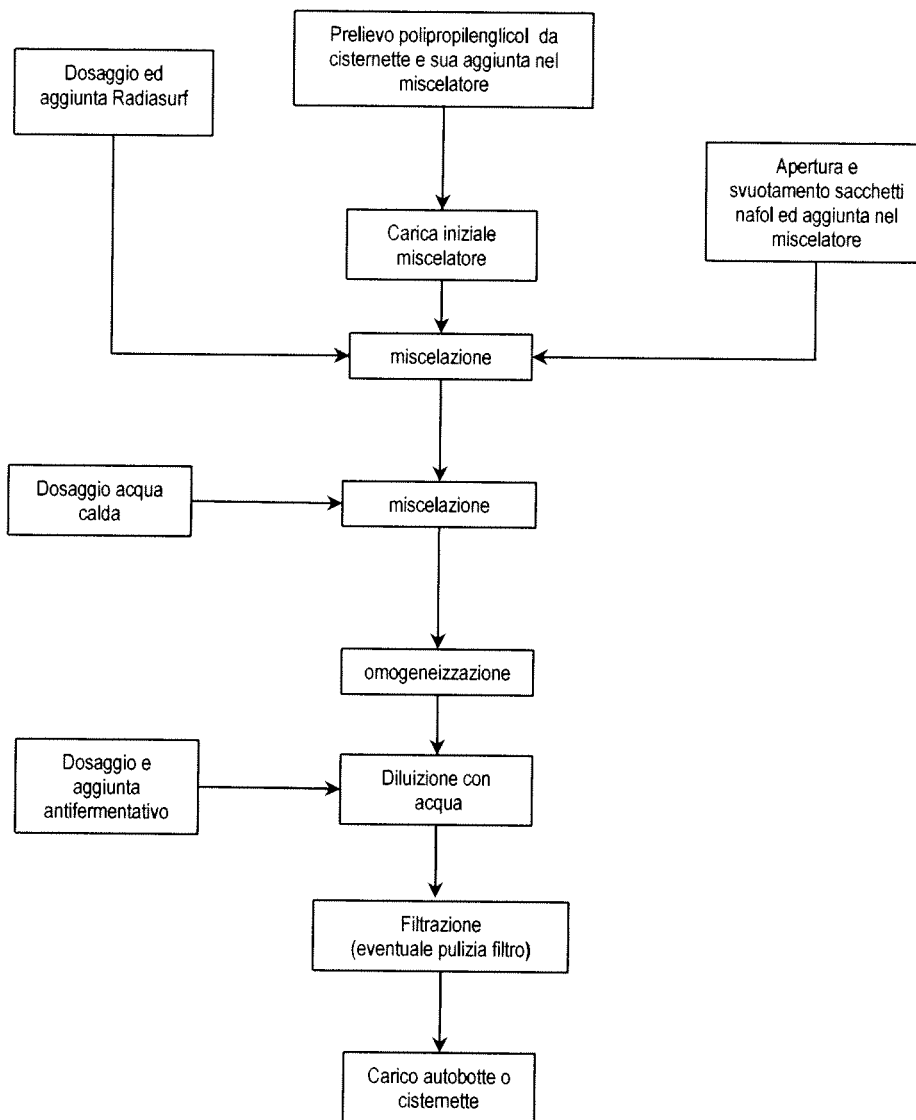 Prelievo polipropilenglicol da
cisternette e sua aggiunta nel
miscelatore
Dosaggio ed
aggiunta Radiasurf
Apertura e
svuotamento sacchetti
nafol ed aggiunta nel
miscelatore
Carica iniziale
miscelatore
miscelazione
Dosaggio acqua
calda
miscelazione
omogeneizzazione
Dosaggio e
aggiunta
antifermentativo
Diluizione con
acqua
Filtrazione
(eventuale pulizia filtro)
Carico autobotte o
cisternette